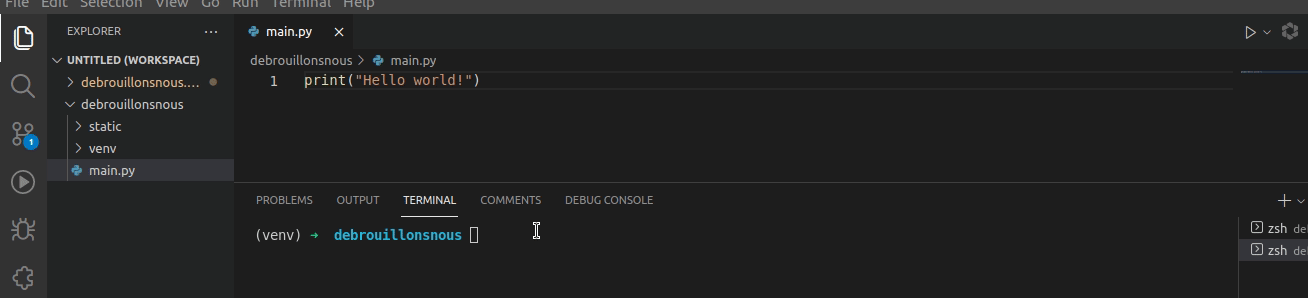 File Edit Selection View Go Run Terminal Help
EXPLORER
main.py
UNTITLED (WORKSPACE)
debrouillonsnous....
debrouillonsnous
static
venv
main.py
debrouillonsnous > main.py
1 print("Hello world!")
PROBLEMS OUTPUT TERMINAL COMMENTS DEBUG CONSOLE
(venv) → debrouillonsnous
zsh de
zsh de
1